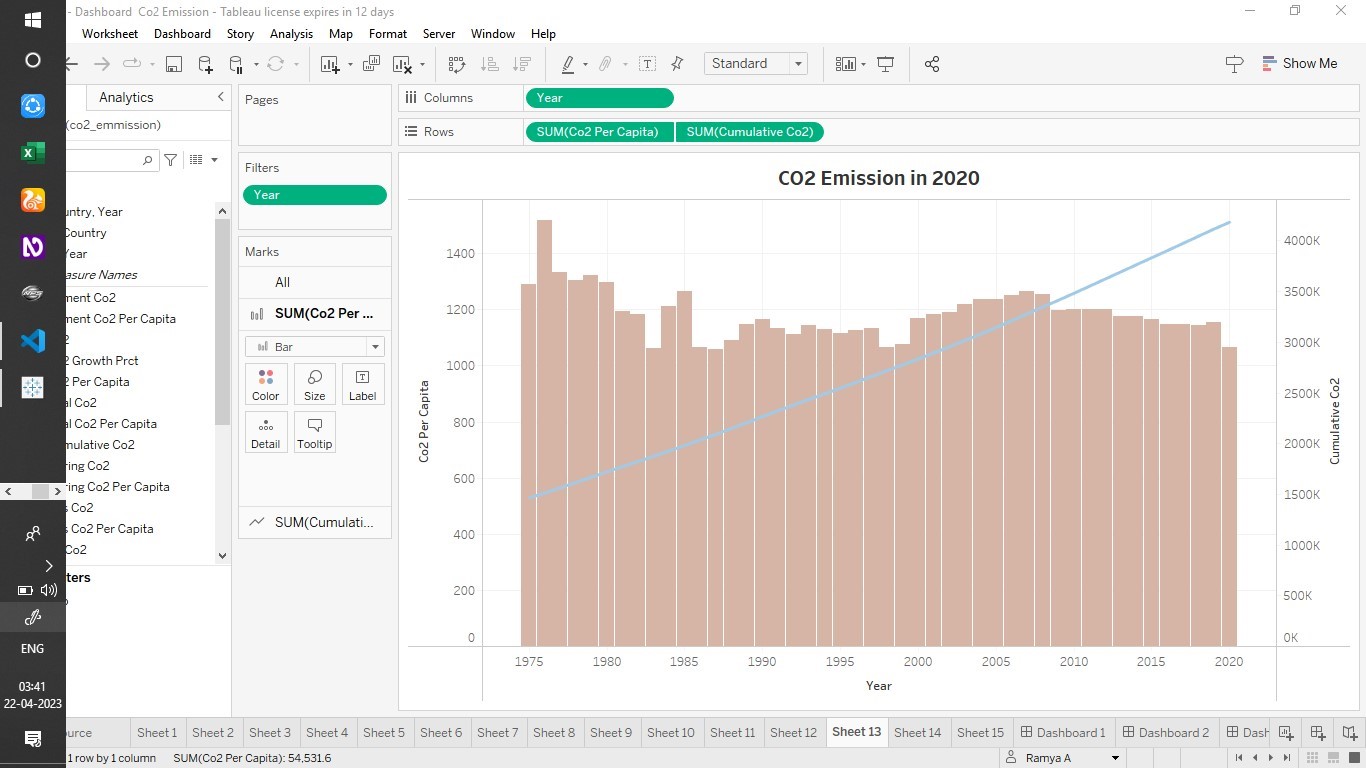 - Dashboard Co2 Emission - Tableau license expires in 12 days
Worksheet Dashboard Story Analysis Map Format Server Window Help
Standard
Show Me
Analytics
(co2_emmission)
untry, Year
Country
Year
asure Names
ment Co2
ment Co2 Per Capita
2
2 Growth Prct
2 Per Capita
al Co2
al Co2 Per Capita
mulative Co2
ring Co2
ring Co2 Per Capita
s Co2
s Co2 Per Capita
Co2
ters
Pages
Filters
Year
Marks
All
SUM(Co2 Per ...
Bar
Color Size Label
Detail Tooltip
SUM(Cumulati...
Columns Year
Rows SUM(Co2 Per Capita) SUM(Cumulative Co2)
CO2 Emission in 2020
Co2 Per Capita
1400
1200
1000
800
600
400
200
0
4000K
3500K
3000K
2500K
2000K
1500K
1000K
500K
0K
Cumulative Co2
1975 1980 1985 1990 1995 2000 2005 2010 2015 2020
Year
ource Sheet 1 Sheet 2 Sheet 3 Sheet 4 Sheet 5 Sheet 6 Sheet 7 Sheet 8 Sheet 9 Sheet 10 Sheet 11 Sheet 12 Sheet 13 Sheet 14 Sheet 15 Dashboard 1 Dashboard 2 Dash
1 row by 1 column SUM(Co2 Per Capita): 54,531.6 Ramya A
ENG
03:41
22-04-2023